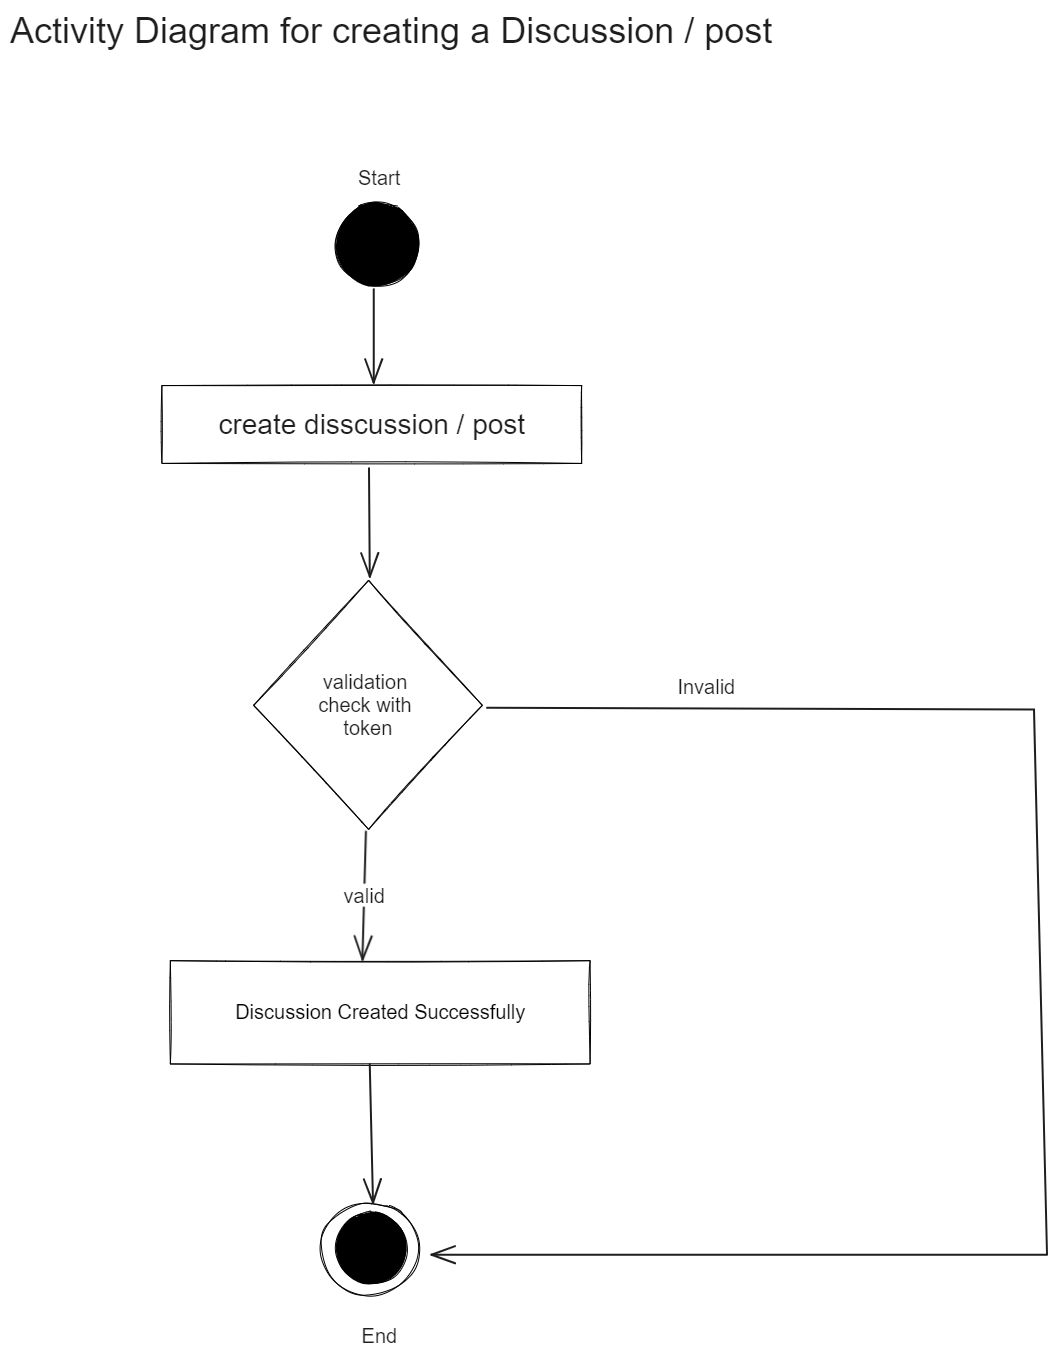 Activity Diagram for creating a Discussion / post
Start
create disscussion / post
validation
check with
token
Invalid
valid
Discussion Created Successfully
End